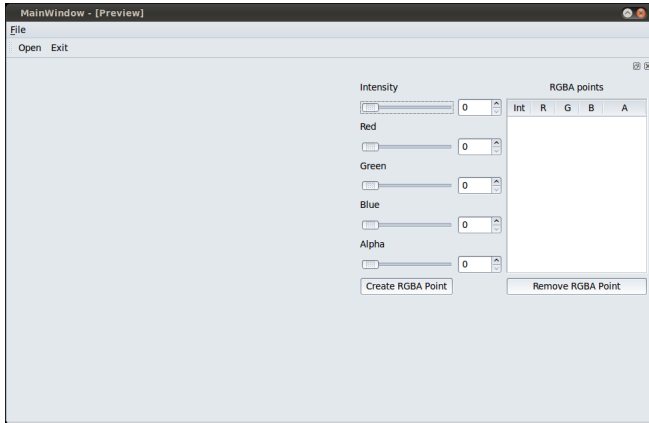 MainWindow - [Preview]
File
Open Exit
Intensity
RGBA points
0
Int R G B A
Red
0
Green
0
Blue
0
Alpha
0
Create RGBA Point
Remove RGBA Point